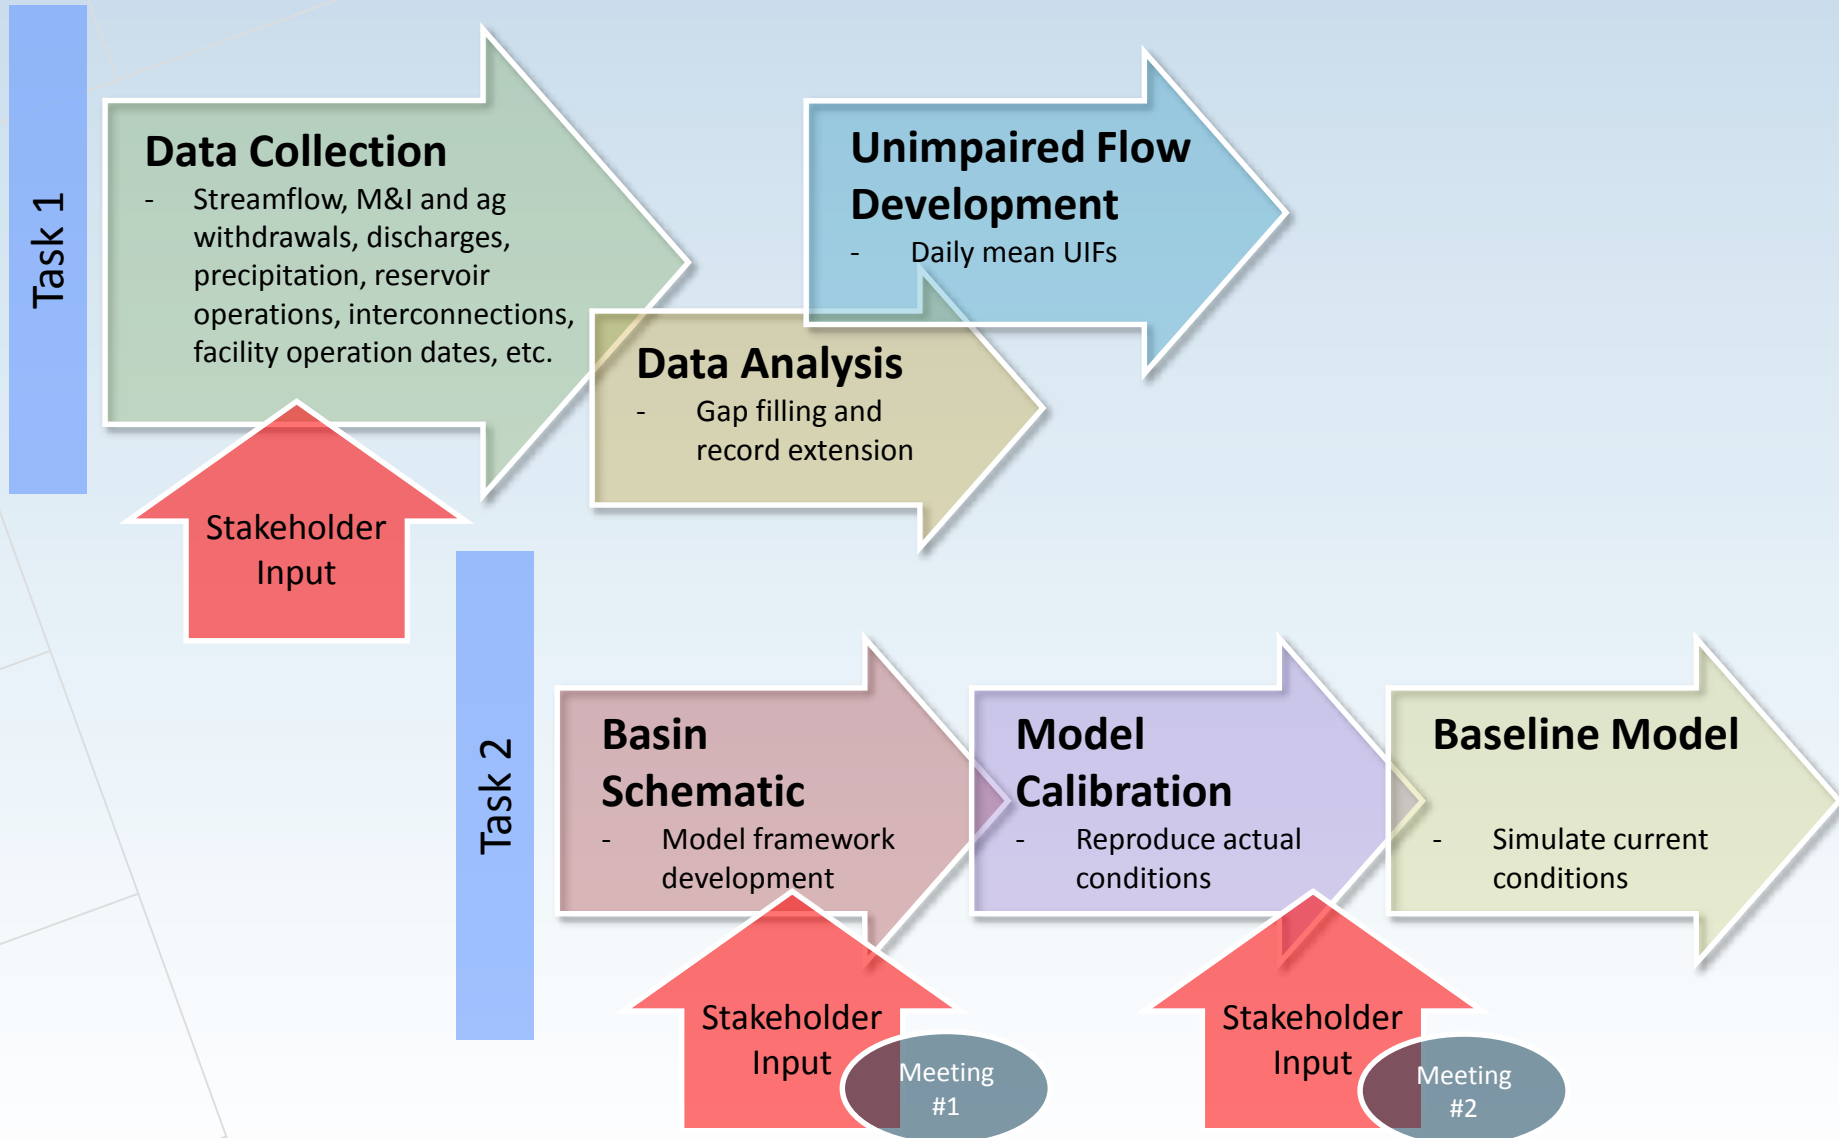 Task 1
Data Collection
- Streamflow, M&I and ag
withdrawals, discharges,
precipitation, reservoir
operations, interconnections,
facility operation dates, etc.
Stakeholder
Input
Data Analysis
- Gap filling and
record extension
Unimpaired Flow
Development
- Daily mean UIFs
Task 2
Basin
Schematic
- Model framework
development
Stakeholder
Input
Meeting
#1
Model
Calibration
- Reproduce actual
conditions
Stakeholder
Input
Meeting
#2
Baseline Model
- Simulate current
conditions